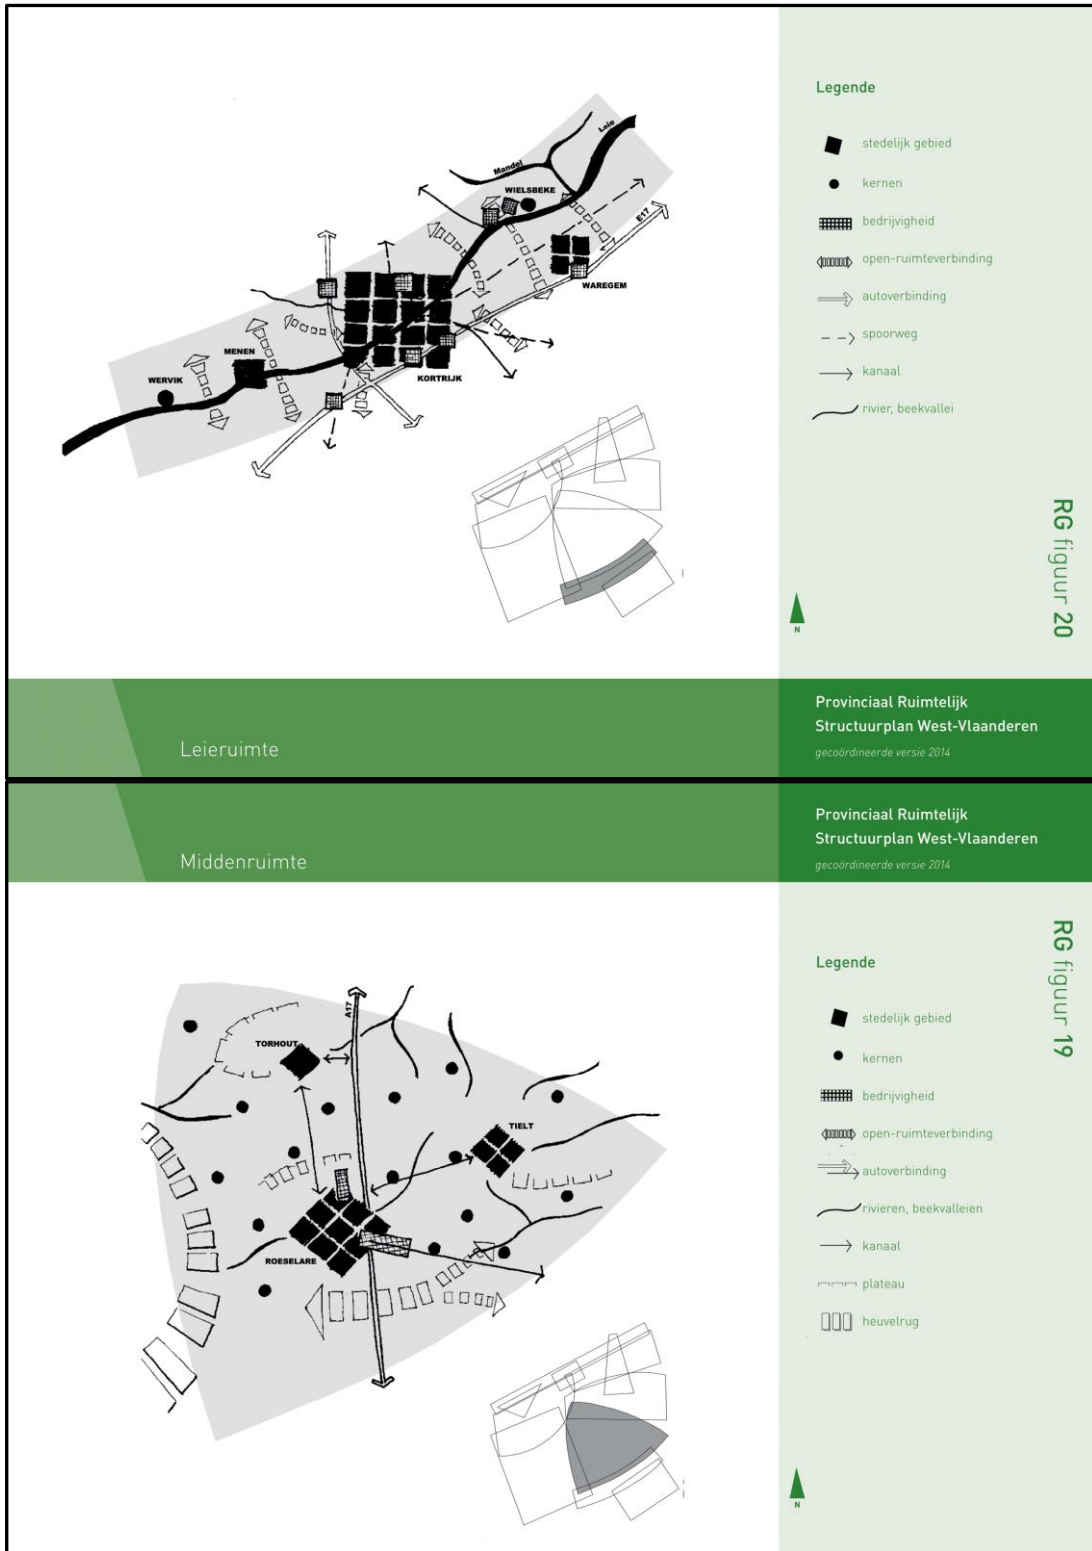 Legende
stedelijk gebied
kernen
bedrijvigheid
open-ruimteverbinding
autoverbinding
spoorweg
kanaal
rivier, beekvallei
Leie
Mandel
WIELSBEKE
E17
WAREGEM
MENEN
WERVIK
KORTRIJK
N
RG figuur 20
Leieruimte
Provinciaal Ruimtelijk
Structuurplan West-Vlaanderen
gecoördineerde versie 2014
Middenruimte
Provinciaal Ruimtelijk
Structuurplan West-Vlaanderen
gecoördineerde versie 2014
RG figuur 19
Legende
stedelijk gebied
kernen
bedrijvigheid
open-ruimteverbinding
autoverbinding
rivieren, beekvalleien
kanaal
plateau
heuvelrug
A17
TORHOUT
TIELT
ROESELARE
N